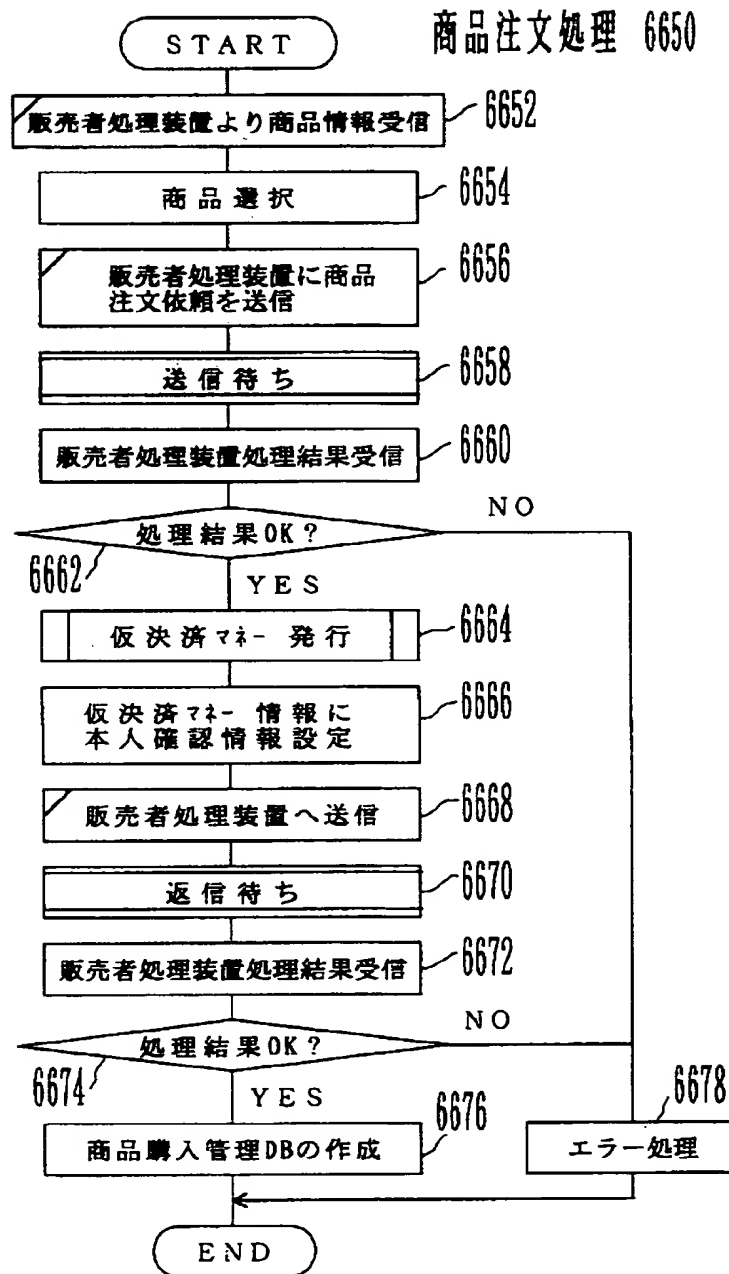 商品注文処理 6650
START
販売者処理装置より商品情報受信
6652
商品選択
6654
販売者処理装置に商品
注文依頼を送信
6656
送信待ち
6658
販売者処理装置処理結果受信
6660
処理結果OK?
NO
6662
YES
仮決済マネー 発行
6664
仮決済マネー 情報に
本人確認情報設定
6666
販売者処理装置へ送信
6668
返信待ち
6670
販売者処理装置処理結果受信
6672
処理結果OK?
NO
6674
YES
商品購入管理DBの作成
6676
エラー処理
6678
END